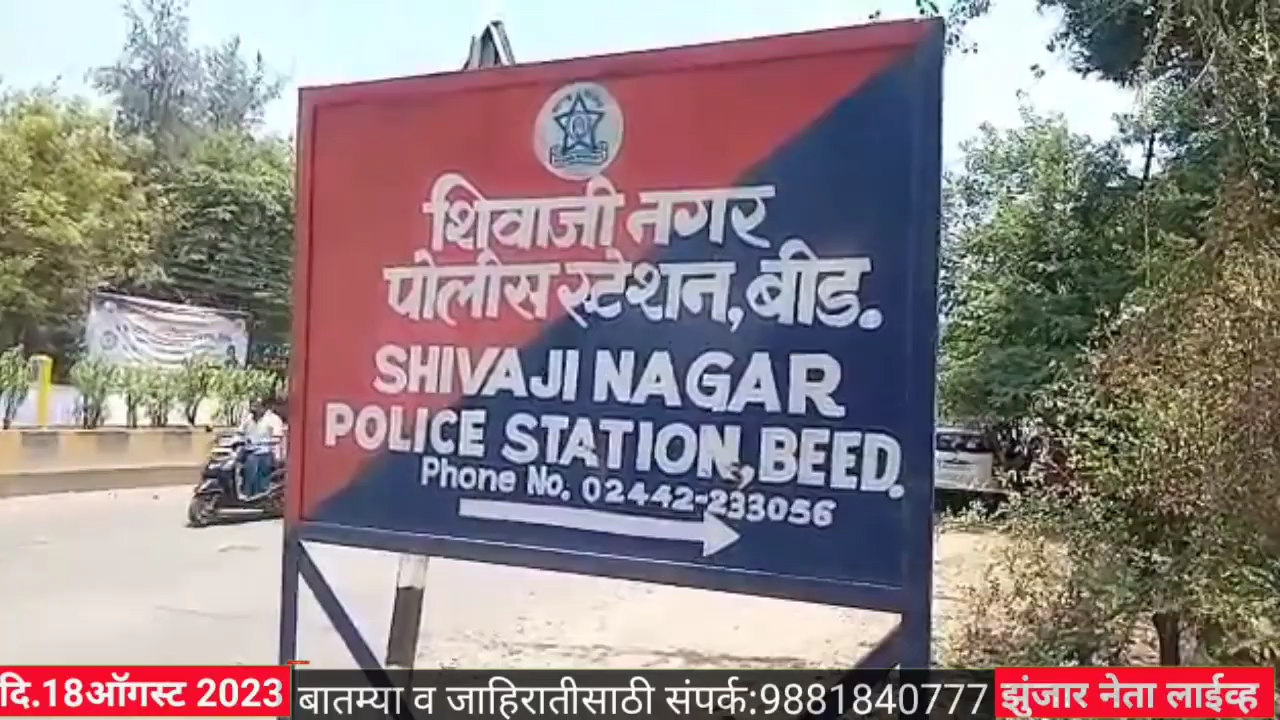 शिवाजी नगर
पोलीस स्टेशन, बीड.
SHIVAJI NAGAR
POLICE STATION, BEED.
Phone No. 02442-233056
दि.18ऑगस्ट 2023 बातम्या व जाहिरातीसाठी संपर्क:9881840777 झुंजार नेता लाईव्ह